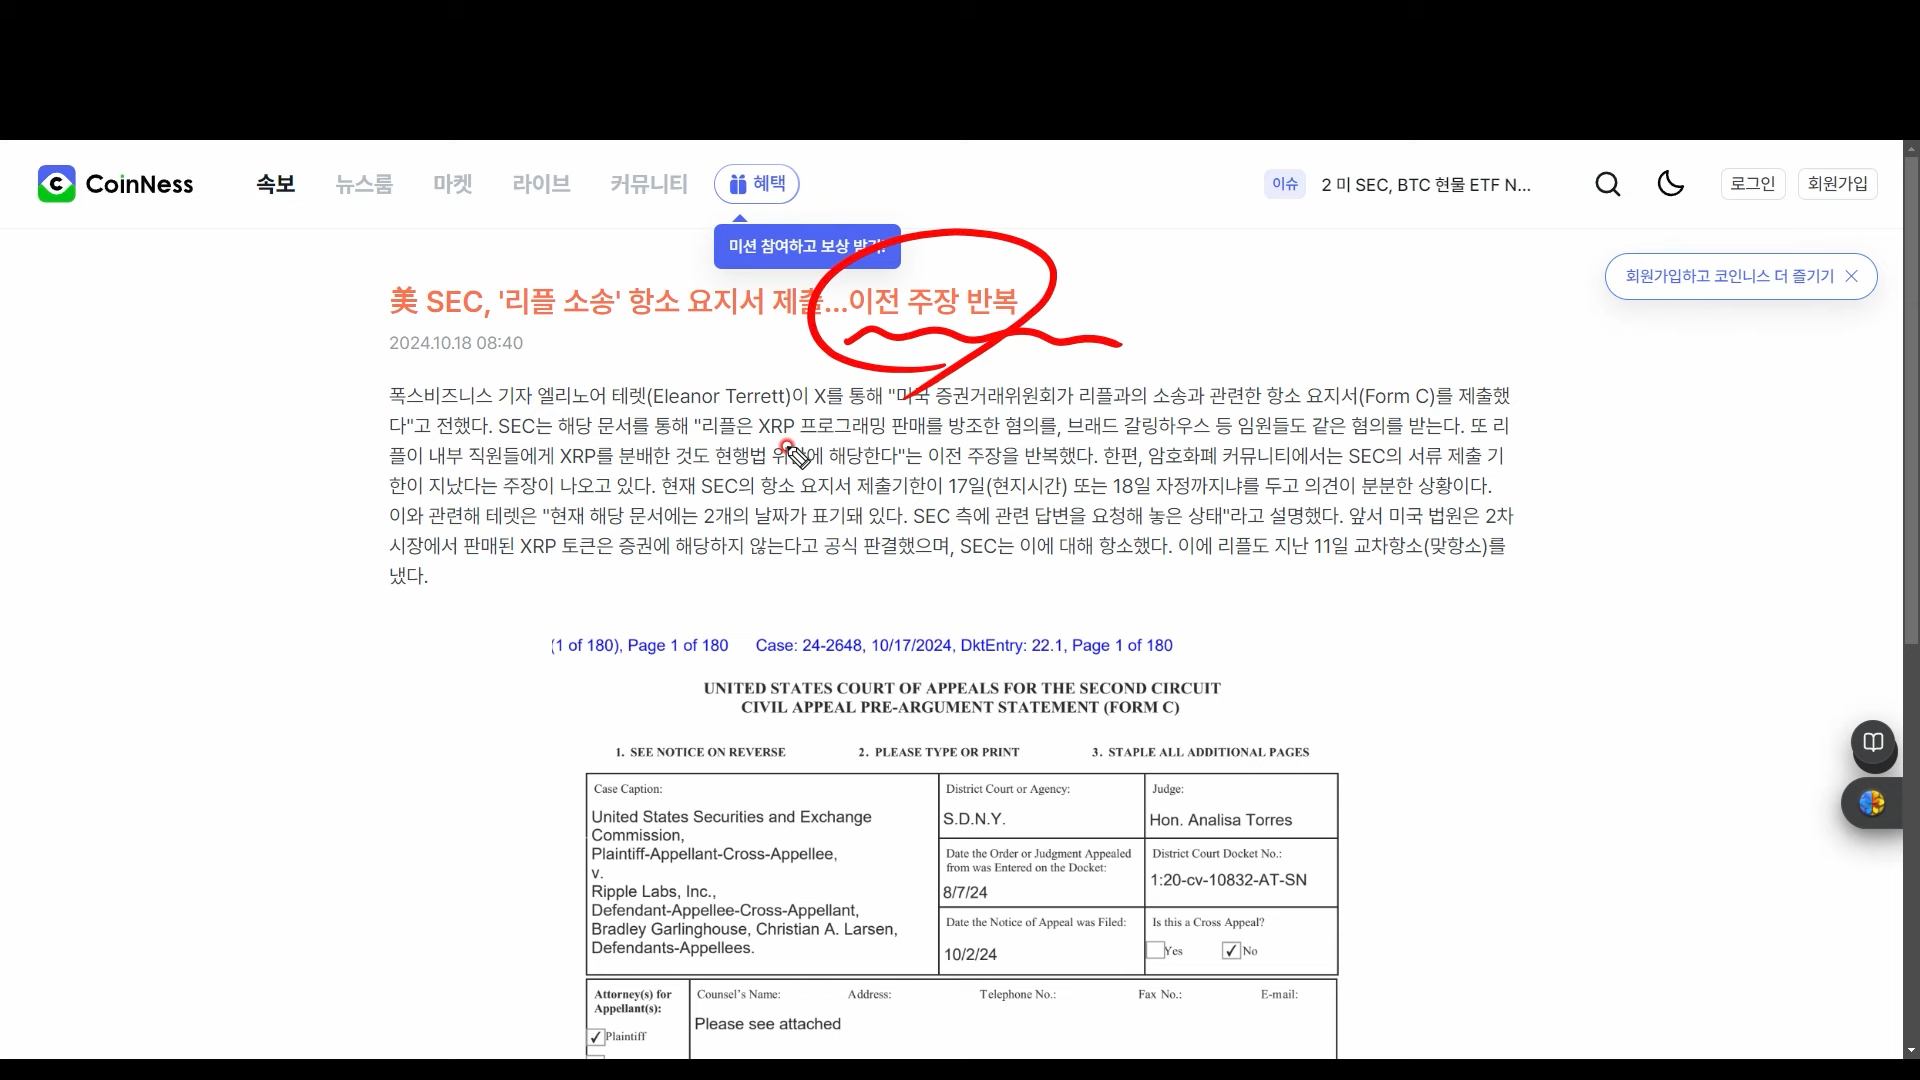 CoinNess 속보 뉴스룸 마켓 라이브 커뮤니티 혜택 이슈 2 미 SEC, BTC 현물 ETF N... 로그인 회원가입
미션 참여하고 보상
회원가입하고 코인니스 더 즐기기
美 SEC, '리플 소송' 항소 요지서 제출...이전 주장 반복
2024.10.18 08:40
폭스비즈니스 기자 엘리노어 테렛(Eleanor Terrett)이 X를 통해 "미국 증권거래위원회가 리플과의 소송과 관련한 항소 요지서(Form C)를 제출했
다"고 전했다. SEC는 해당 문서를 통해 "리플은 XRP 프로그래밍 판매를 방조한 혐의를, 브래드 갈링하우스 등 임원들도 같은 혐의를 받는다. 또 리
플이 내부 직원들에게 XRP를 분배한 것도 현행법 에 해당한다"는 이전 주장을 반복했다. 한편, 암호화폐 커뮤니티에서는 SEC의 서류 제출 기
한이 지났다는 주장이 나오고 있다. 현재 SEC의 항소 요지서 제출기한이 17일(현지시간) 또는 18일 자정까지냐를 두고 의견이 분분한 상황이다.
이와 관련해 테렛은 "현재 해당 문서에는 2개의 날짜가 표기돼 있다. SEC 측에 관련 답변을 요청해 놓은 상태"라고 설명했다. 앞서 미국 법원은 2차
시장에서 판매된 XRP 토큰은 증권에 해당하지 않는다고 공식 판결했으며, SEC는 이에 대해 항소했다. 이에 리플도 지난 11일 교차항소(맞항소)를
냈다.
(1 of 180), Page 1 of 180 Case: 24-2648, 10/17/2024, DktEntry: 22.1, Page 1 of 180
UNITED STATES COURT OF APPEALS FOR THE SECOND CIRCUIT
CIVIL APPEAL PRE-ARGUMENT STATEMENT (FORM C)
1. SEE NOTICE ON REVERSE 2. PLEASE TYPE OR PRINT 3. STAPLE ALL ADDITIONAL PAGES
Case Caption:
United States Securities and Exchange
Commission,
Plaintiff-Appellant-Cross-Appellee,
v.
Ripple Labs, Inc.,
Defendant-Appellee-Cross-Appellant,
Bradley Garlinghouse, Christian A. Larsen,
Defendants-Appellees.
District Court or Agency:
S.D.N.Y.
Judge:
Hon. Analisa Torres
Date the Order or Judgment Appealed
from was Entered on the Docket:
8/7/24
District Court Docket No.:
1:20-cv-10832-AT-SN
Date the Notice of Appeal was Filed:
10/2/24
Is this a Cross Appeal?
Yes ✓ No
Attorney(s) for
Appellant(s):
✓ Plaintiff
Counsel's Name: Address: Telephone No.: Fax No.: E-mail:
Please see attached